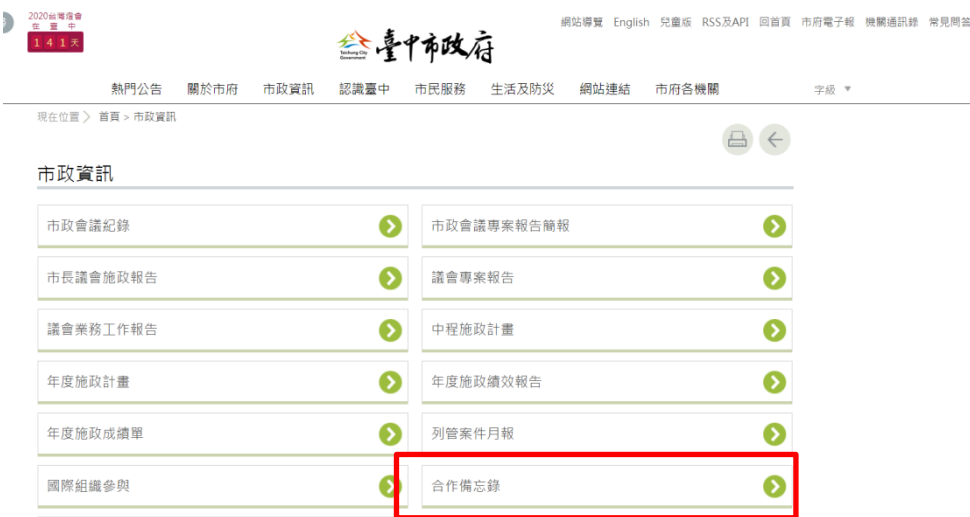 2020台灣燈會
在 臺 中
141天
網站導覽 English 兒童版 RSS及API 回首頁 市府電子報 機關通訊錄 常見問答
Taichung City
Government
臺中市政府
熱門公告 關於市府 市政資訊 認識臺中 市民服務 生活及防災 網站連結 市府各機關 字級 ▼
現在位置 〉 首頁 > 市政資訊
市政資訊
市政會議紀錄 市政會議專案報告簡報
市長議會施政報告 議會專案報告
議會業務工作報告 中程施政計畫
年度施政計畫 年度施政績效報告
年度施政成績單 列管案件月報
國際組織參與 合作備忘錄